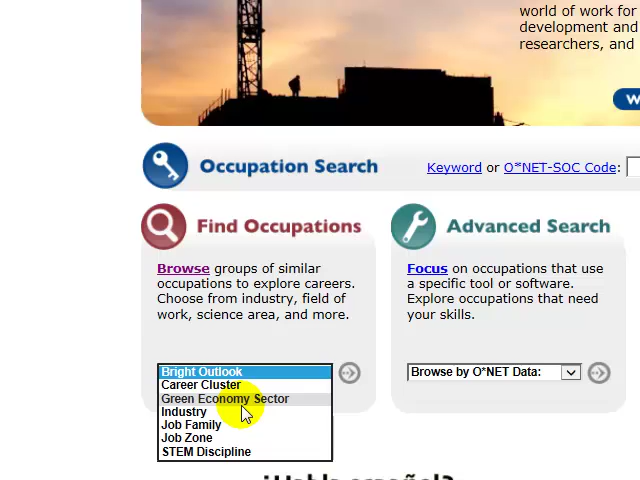 world of work for
development and
researchers, and
W
Occupation Search
Keyword or O*NET-SOC Code:
Find Occupations
Browse groups of similar
occupations to explore careers.
Choose from industry, field of
work, science area, and more.
Bright Outlook
Career Cluster
Green Economy Sector
Industry
Job Family
Job Zone
STEM Discipline
Advanced Search
Focus on occupations that use
a specific tool or software.
Explore occupations that need
your skills.
Browse by O*NET Data:
¿Habla español?